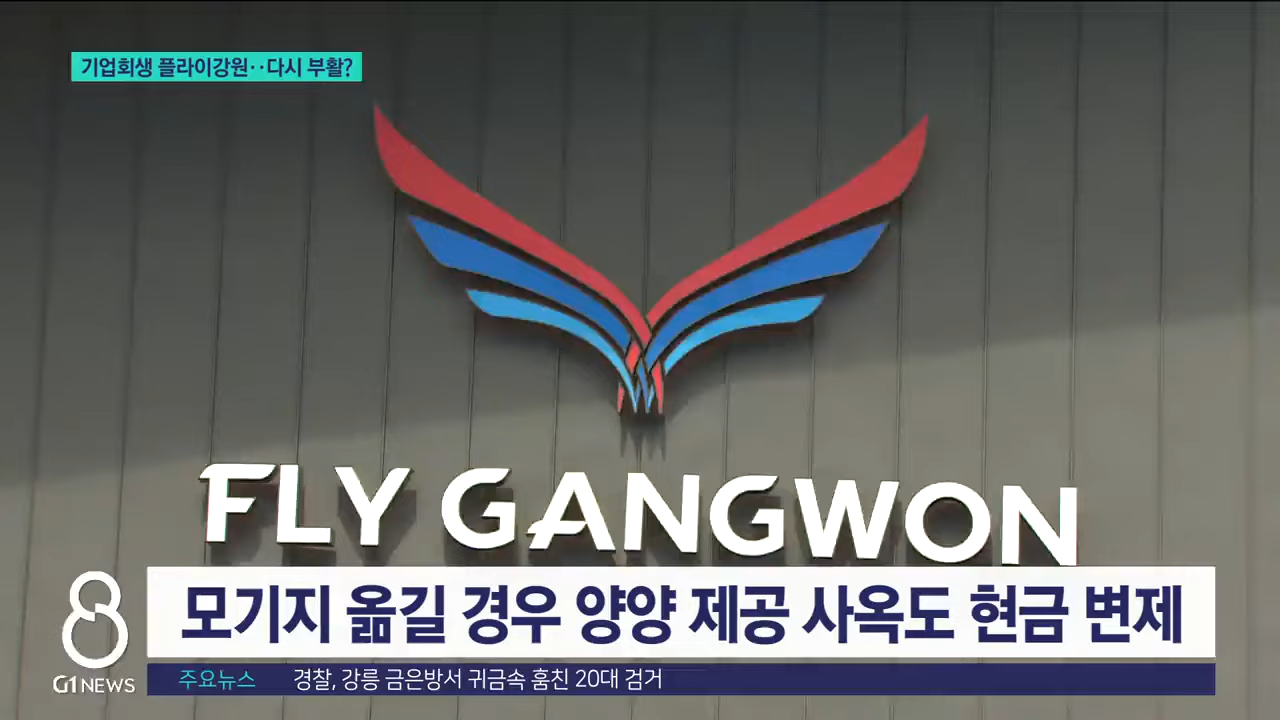 기업회생 플라이강원··다시 부활?
FLY GANGWON
모기지 옮길 경우 양양 제공 사옥도 현금 변제
8
G1 NEWS
주요뉴스 경찰, 강릉 금은방서 귀금속 훔친 20대 검거